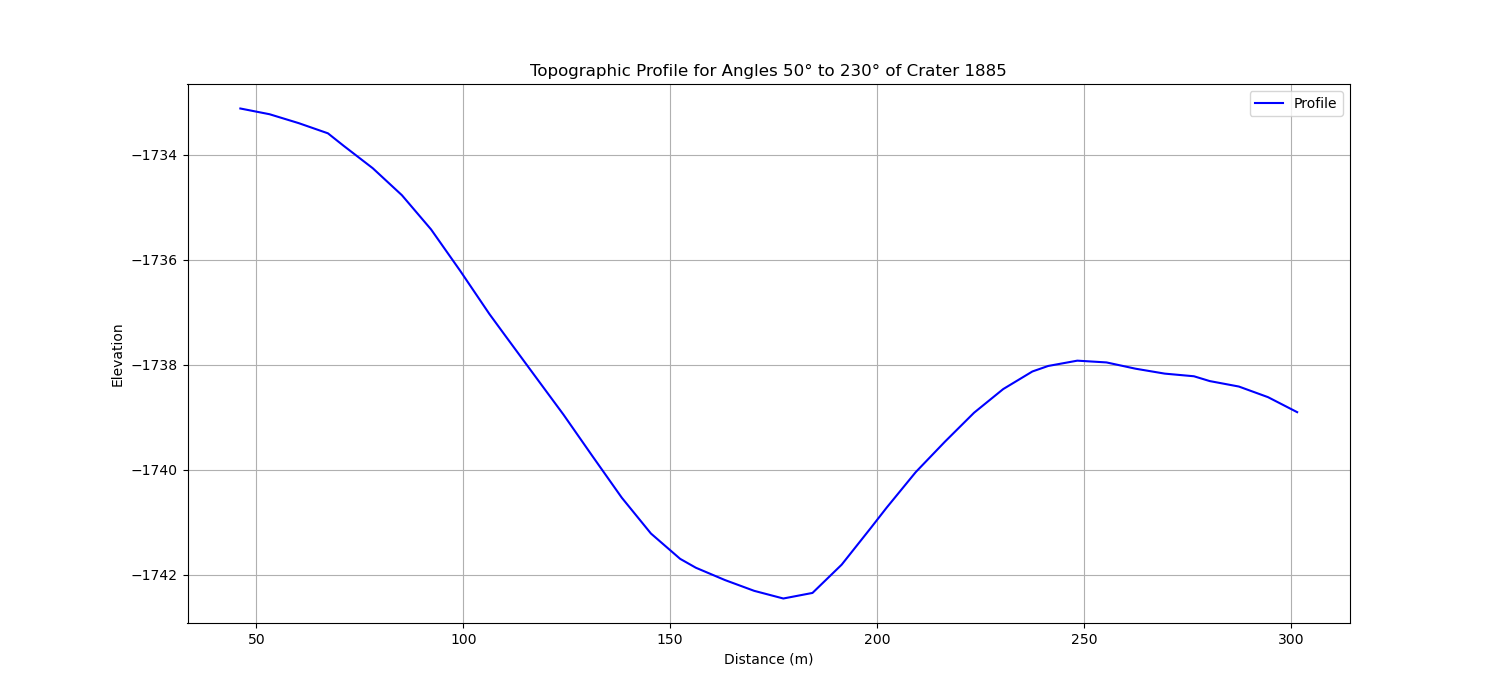 Topographic Profile for Angles 50° to 230° of Crater 1885
Profile
−1734
−1736
−1738
−1740
−1742
Elevation
50
100
150
200
250
300
Distance (m)